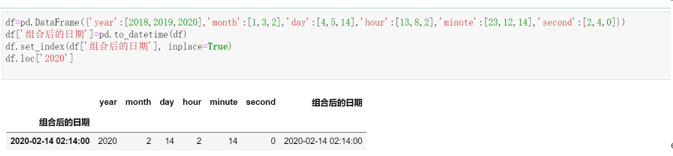 df=pd.DataFrame({'year':[2018,2019,2020],'month':[1,3,2],'day':[4,5,14],'hour':[13,8,2],'minute':[23,12,14],'second':[2,4,0]})
df['组合后的日期']=pd.to_datetime(df)
df.set_index(df['组合后的日期'], inplace=True)
df.loc['2020']
year month day hour minute second 组合后的日期
组合后的日期
2020-02-14 02:14:00 2020 2 14 2 14 0 2020-02-14 02:14:00